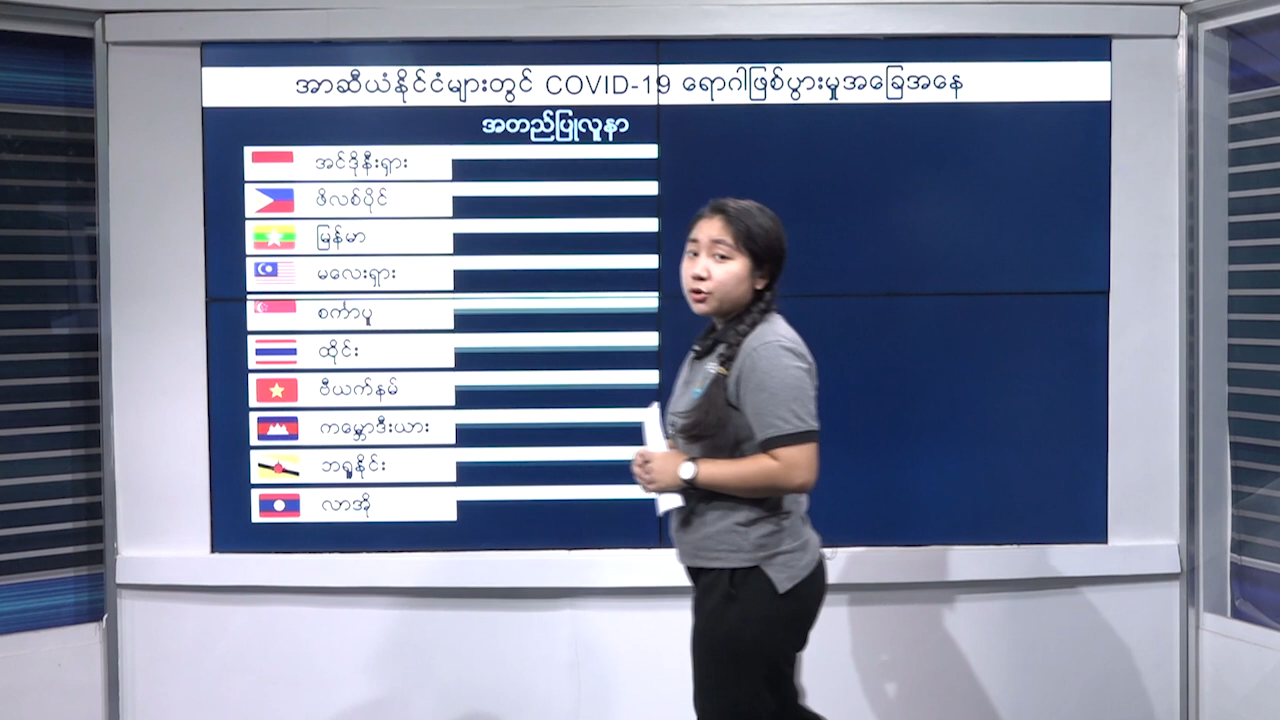 အာဆီယံနိုင်ငံများတွင် COVID-19 ရောဂါဖြစ်ပွားမှုအခြေအနေ
အတည်ပြုလူနာ
အင်ဒိုနီးရှား
ဖိလစ်ပိုင်
မြန်မာ
မလေးရှား
စင်္ကာပူ
ထိုင်း
ဗီယက်နမ်
ကမ္ဘောဒီးယား
ဘရူနိုင်း
လာအို